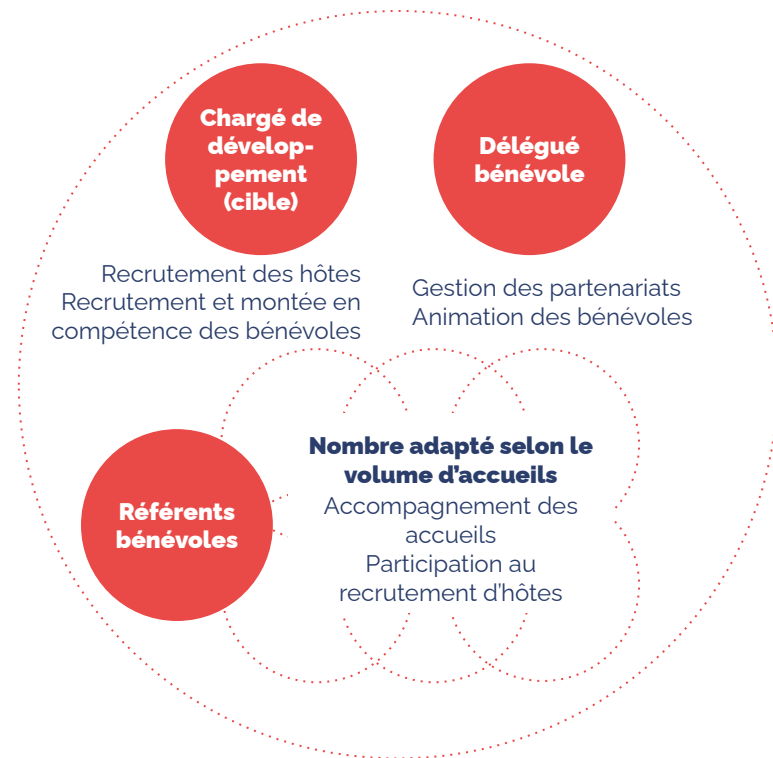 Chargé de
dévelop-
pement
(cible)
Délégué
bénévole
Recrutement des hôtes
Recrutement et montée en
compétence des bénévoles
Gestion des partenariats
Animation des bénévoles
Référents
bénévoles
Nombre adapté selon le
volume d’accueils
Accompagnement des
accueils
Participation au
recrutement d’hôtes